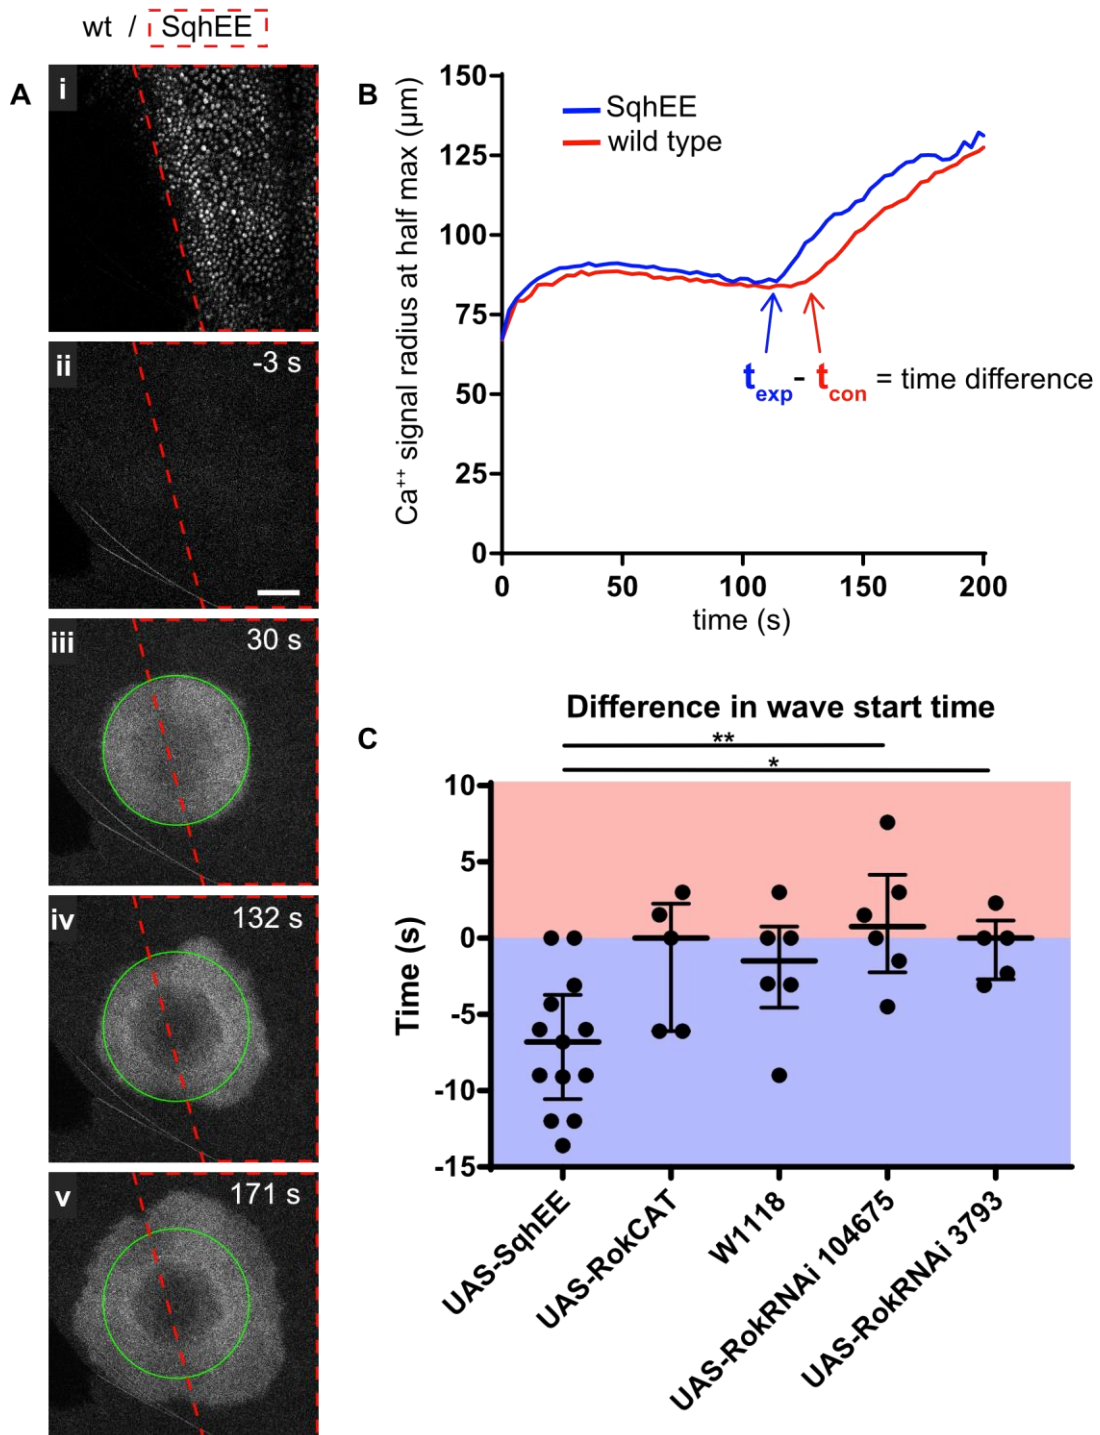 wt / SqhEE
A
i
ii
-3 s
iii
30 s
iv
132 s
v
171 s
B
SqhEE
wild type
Ca⁺⁺ signal radius at half max (μm)
150
125
100
75
50
25
0
0 50 100 150 200
time (s)
t_exp - t_con = time difference
C
Difference in wave start time
**
*
Time (s)
10
5
0
-5
-10
-15
UAS-SqhEE
UAS-RokCAT
W1118
UAS-RokRNAi 104675
UAS-RokRNAi 3793